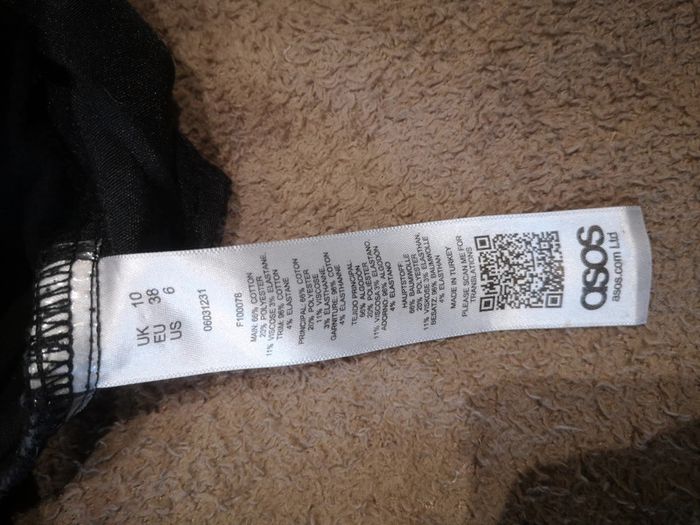 UK 10
EU 38
US 6
06031231
F100078
MAIN: 66% COTTON
20% POLYESTER
11% VISCOSE 3% ELASTANE.
TRIM: 96% COTTON
4% ELASTANE
PRINCIPAL: 66% COTON
20% POLYESTER
11% VISCOSE
3% ELASTHANNE
GARNITURE: 96% COTON
4% ELASTHANNE
TEJIDO PRINCIPAL:
66% ALGODÓN
20% POLIÉSTER
11% VISCOSA 3% ELASTANO
ADORNO: 96% ALGODÓN
4% ELASTANO
HAUPTSTOFF:
66% BAUMWOLLE
20% POLYESTER
11% VISKOSE 3% ELASTHAN.
BESATZ: 96% BAUMWOLLE
4% ELASTHAN
MADE IN TURKEY
PLEASE SCAN ME FOR
TRANSLATIONS
asos
asos.com Ltd